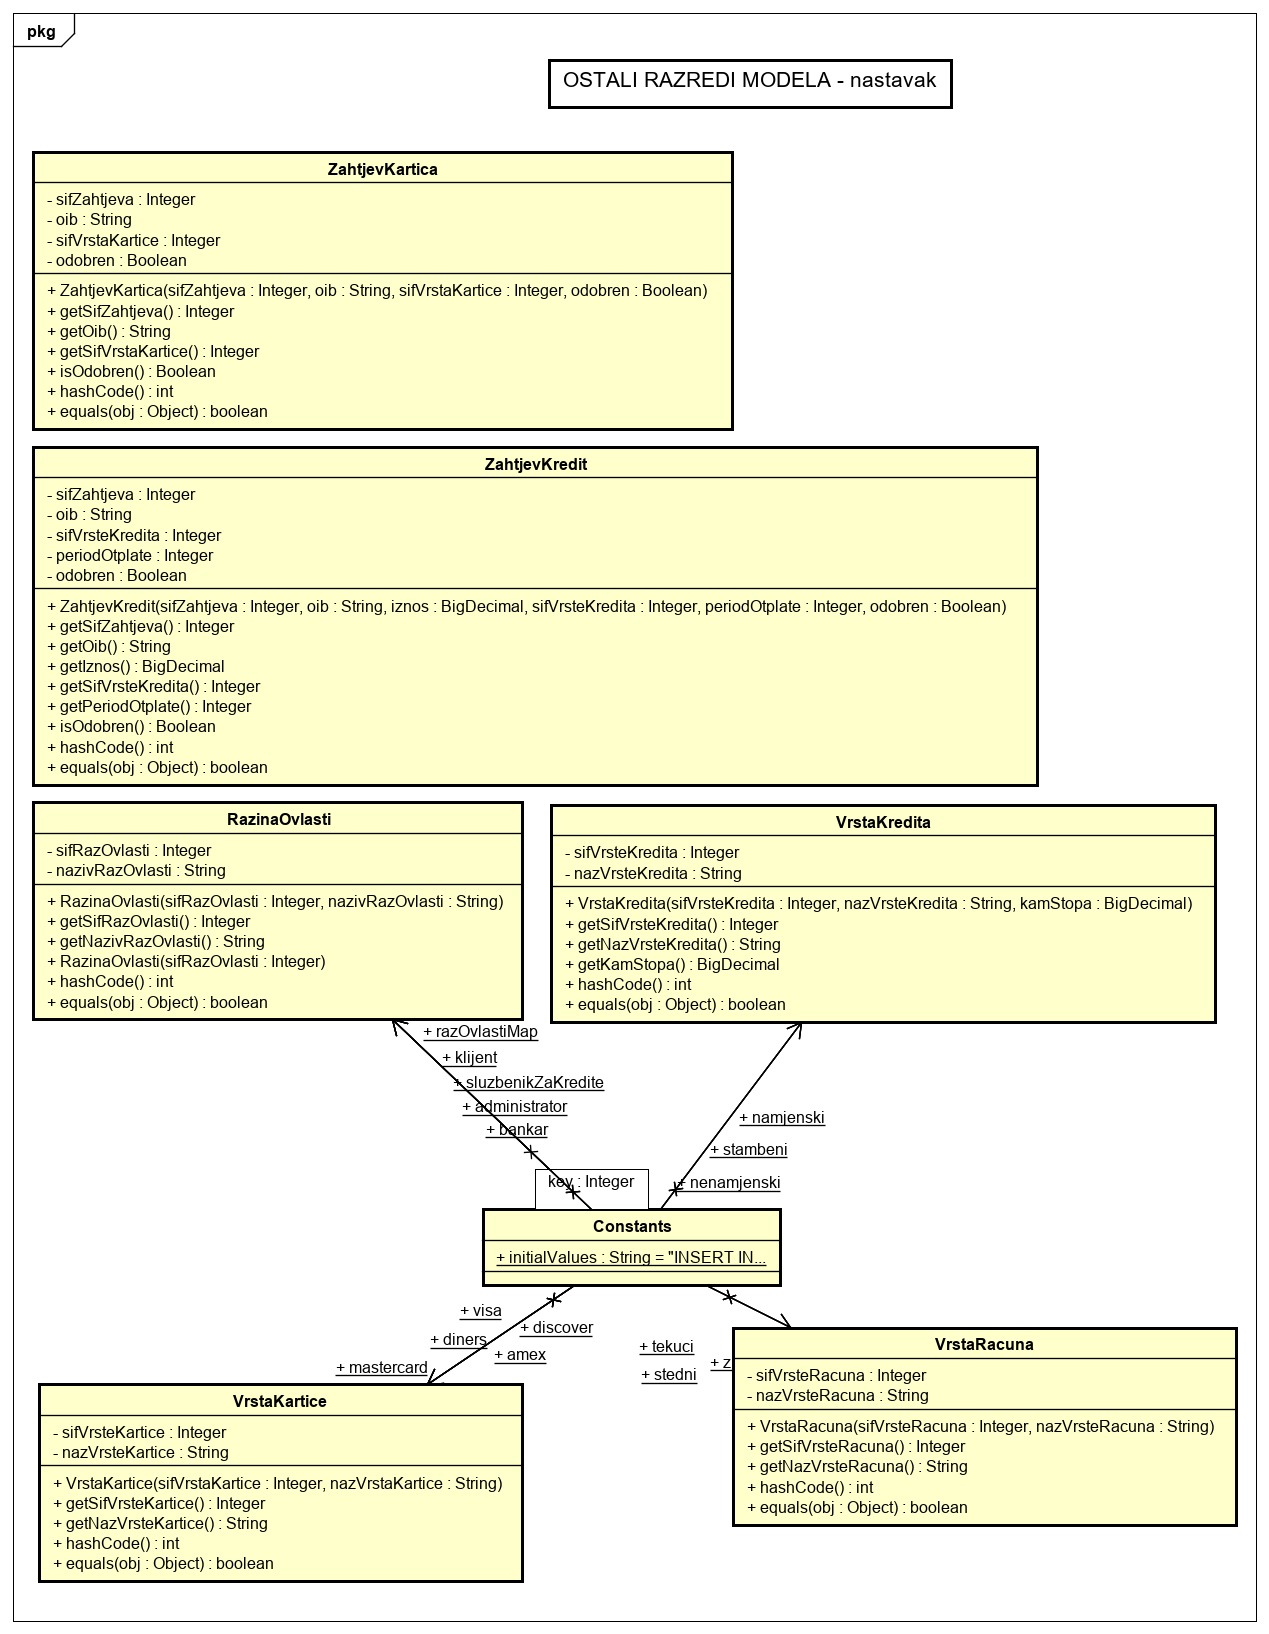 pkg
OSTALI RAZREDI MODELA - nastavak
ZahtjevKartica
- sifZahtjeva : Integer
- oib : String
- sifVrstaKartice : Integer
- odobren : Boolean
+ ZahtjevKartica(sifZahtjeva : Integer, oib : String, sifVrstaKartice : Integer, odobren : Boolean)
+ getSifZahtjeva() : Integer
+ getOib() : String
+ getSifVrstaKartice() : Integer
+ isOdobren() : Boolean
+ hashCode() : int
+ equals(obj : Object) : boolean
ZahtjevKredit
- sifZahtjeva : Integer
- oib : String
- sifVrsteKredita : Integer
- periodOtplate : Integer
- odobren : Boolean
+ ZahtjevKredit(sifZahtjeva : Integer, oib : String, iznos : BigDecimal, sifVrsteKredita : Integer, periodOtplate : Integer, odobren : Boolean)
+ getSifZahtjeva() : Integer
+ getOib() : String
+ getIznos() : BigDecimal
+ getSifVrsteKredita() : Integer
+ getPeriodOtplate() : Integer
+ isOdobren() : Boolean
+ hashCode() : int
+ equals(obj : Object) : boolean
RazinaOvlasti
- sifRazOvlasti : Integer
- nazivRazOvlasti : String
+ RazinaOvlasti(sifRazOvlasti : Integer, nazivRazOvlasti : String)
+ getSifRazOvlasti() : Integer
+ getNazivRazOvlasti() : String
+ RazinaOvlasti(sifRazOvlasti : Integer)
+ hashCode() : int
+ equals(obj : Object) : boolean
VrstaKredita
- sifVrsteKredita : Integer
- nazVrsteKredita : String
+ VrstaKredita(sifVrsteKredita : Integer, nazVrsteKredita : String, kamStopa : BigDecimal)
+ getSifVrsteKredita() : Integer
+ getNazVrsteKredita() : String
+ getKamStopa() : BigDecimal
+ hashCode() : int
+ equals(obj : Object) : boolean
+ razOvlastiMap
+ klijent
+ sluzbenikZaKredite
+ administrator
+ bankar
+ namjenski
+ stambeni
+ nenamjenski
key : Integer
Constants
+ initialValues : String = "INSERT IN...
+ visa
+ discover
+ diners
+ amex
+ mastercard
+ tekuci
+ z
+ stedni
VrstaKartice
- sifVrsteKartice : Integer
- nazVrsteKartice : String
+ VrstaKartice(sifVrstaKartice : Integer, nazVrstaKartice : String)
+ getSifVrsteKartice() : Integer
+ getNazVrsteKartice() : String
+ hashCode() : int
+ equals(obj : Object) : boolean
VrstaRacuna
- sifVrsteRacuna : Integer
- nazVrsteRacuna : String
+ VrstaRacuna(sifVrsteRacuna : Integer, nazVrsteRacuna : String)
+ getSifVrsteRacuna() : Integer
+ getNazVrsteRacuna() : String
+ hashCode() : int
+ equals(obj : Object) : boolean